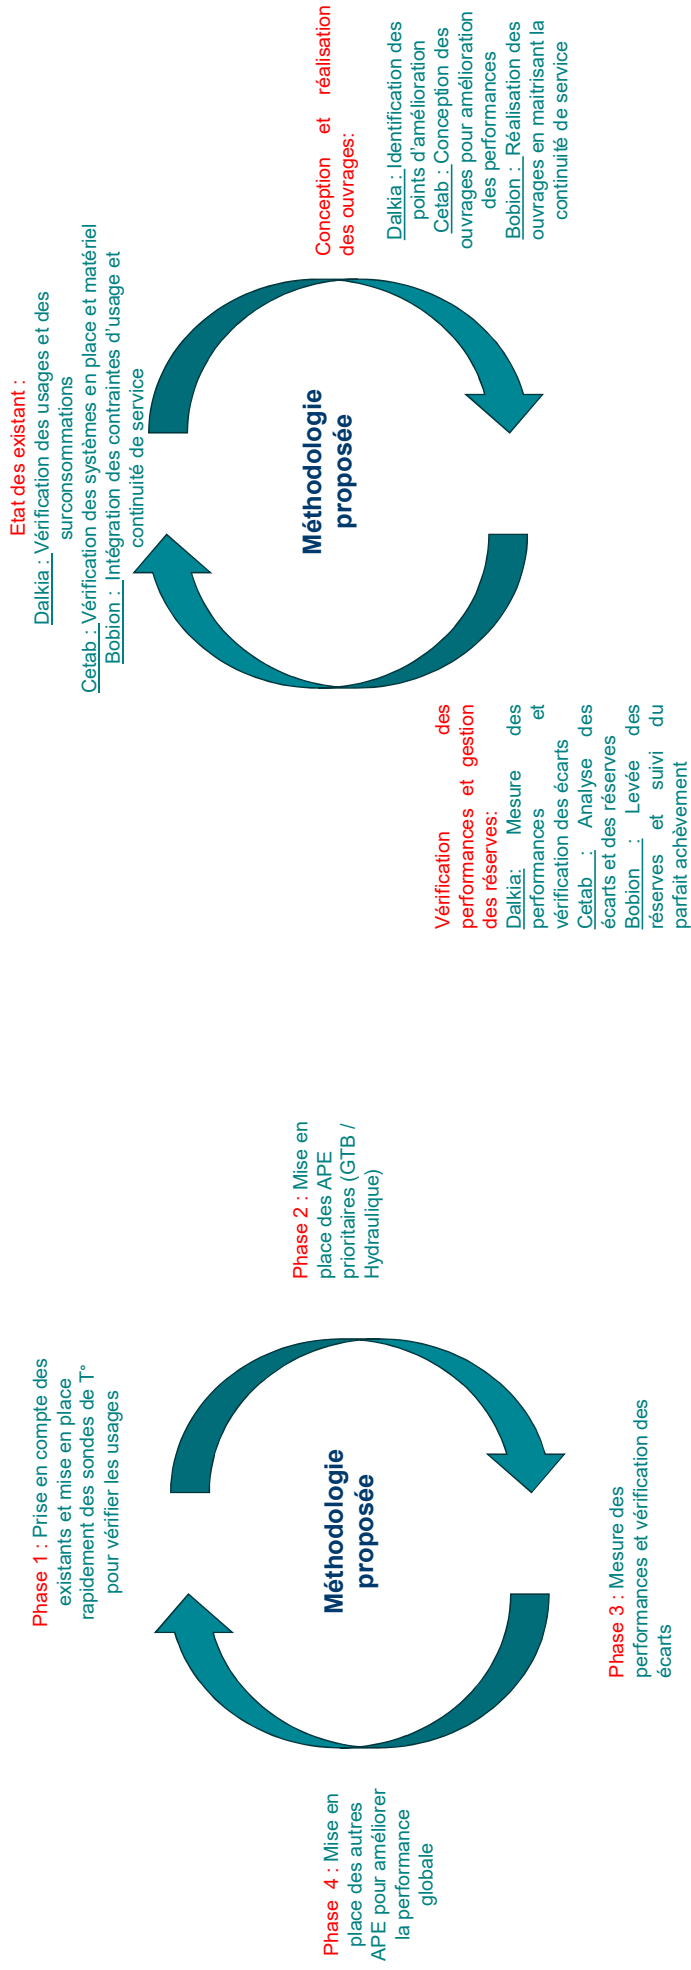 Phase 1 : Prise en compte des
existants et mise en place
rapidement des sondes de T°
pour vérifier les usages
Phase 2 : Mise en
place des APE
prioritaires (GTB /
Hydraulique)
Méthodologie
proposée
Phase 3 : Mesure des
performances et vérification des
écarts
Phase 4 : Mise en
place des autres
APE pour améliorer
la performance
globale
Etat des existant :
Dalkia : Vérification des usages et des
surconsommations
Cetab : Vérification des systèmes en place et matériel
Bobion : Intégration des contraintes d'usage et
continuité de service
Conception et réalisation
des ouvrages:
Dalkia : Identification des
points d'amélioration
Cetab : Conception des
ouvrages pour amélioration
des performances
Bobion : Réalisation des
ouvrages en maitrisant la
continuité de service
Méthodologie
proposée
Vérification des
performances et gestion
des réserves:
Dalkia: Mesure des
performances et
vérification des écarts
Cetab : Analyse des
écarts et des réserves
Bobion : Levée des
réserves et suivi du
parfait achèvement